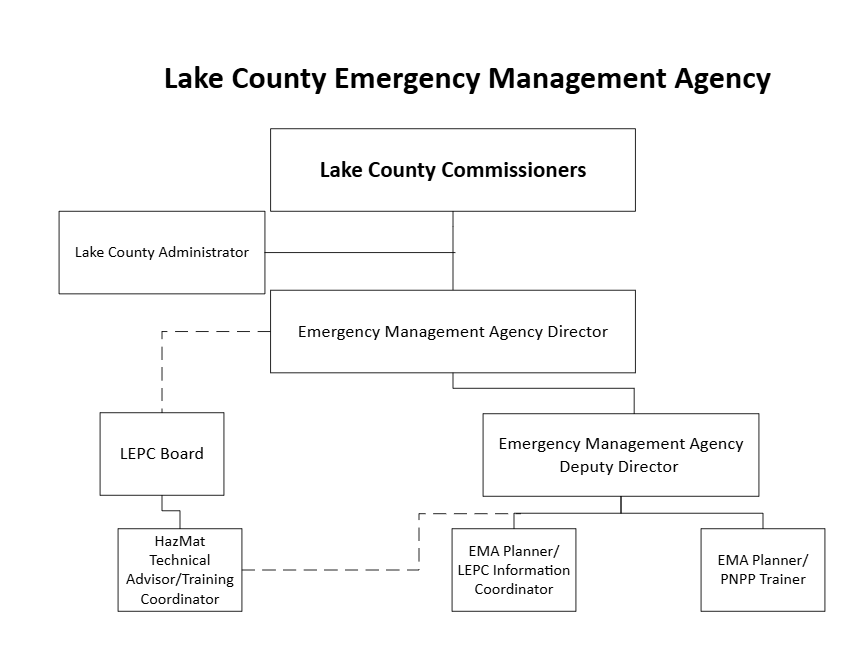 Lake County Emergency Management Agency
Lake County Commissioners
Lake County Administrator
Emergency Management Agency Director
LEPC Board
Emergency Management Agency
Deputy Director
HazMat
Technical
Advisor/Training
Coordinator
EMA Planner/
LEPC Information
Coordinator
EMA Planner/
PNPP Trainer